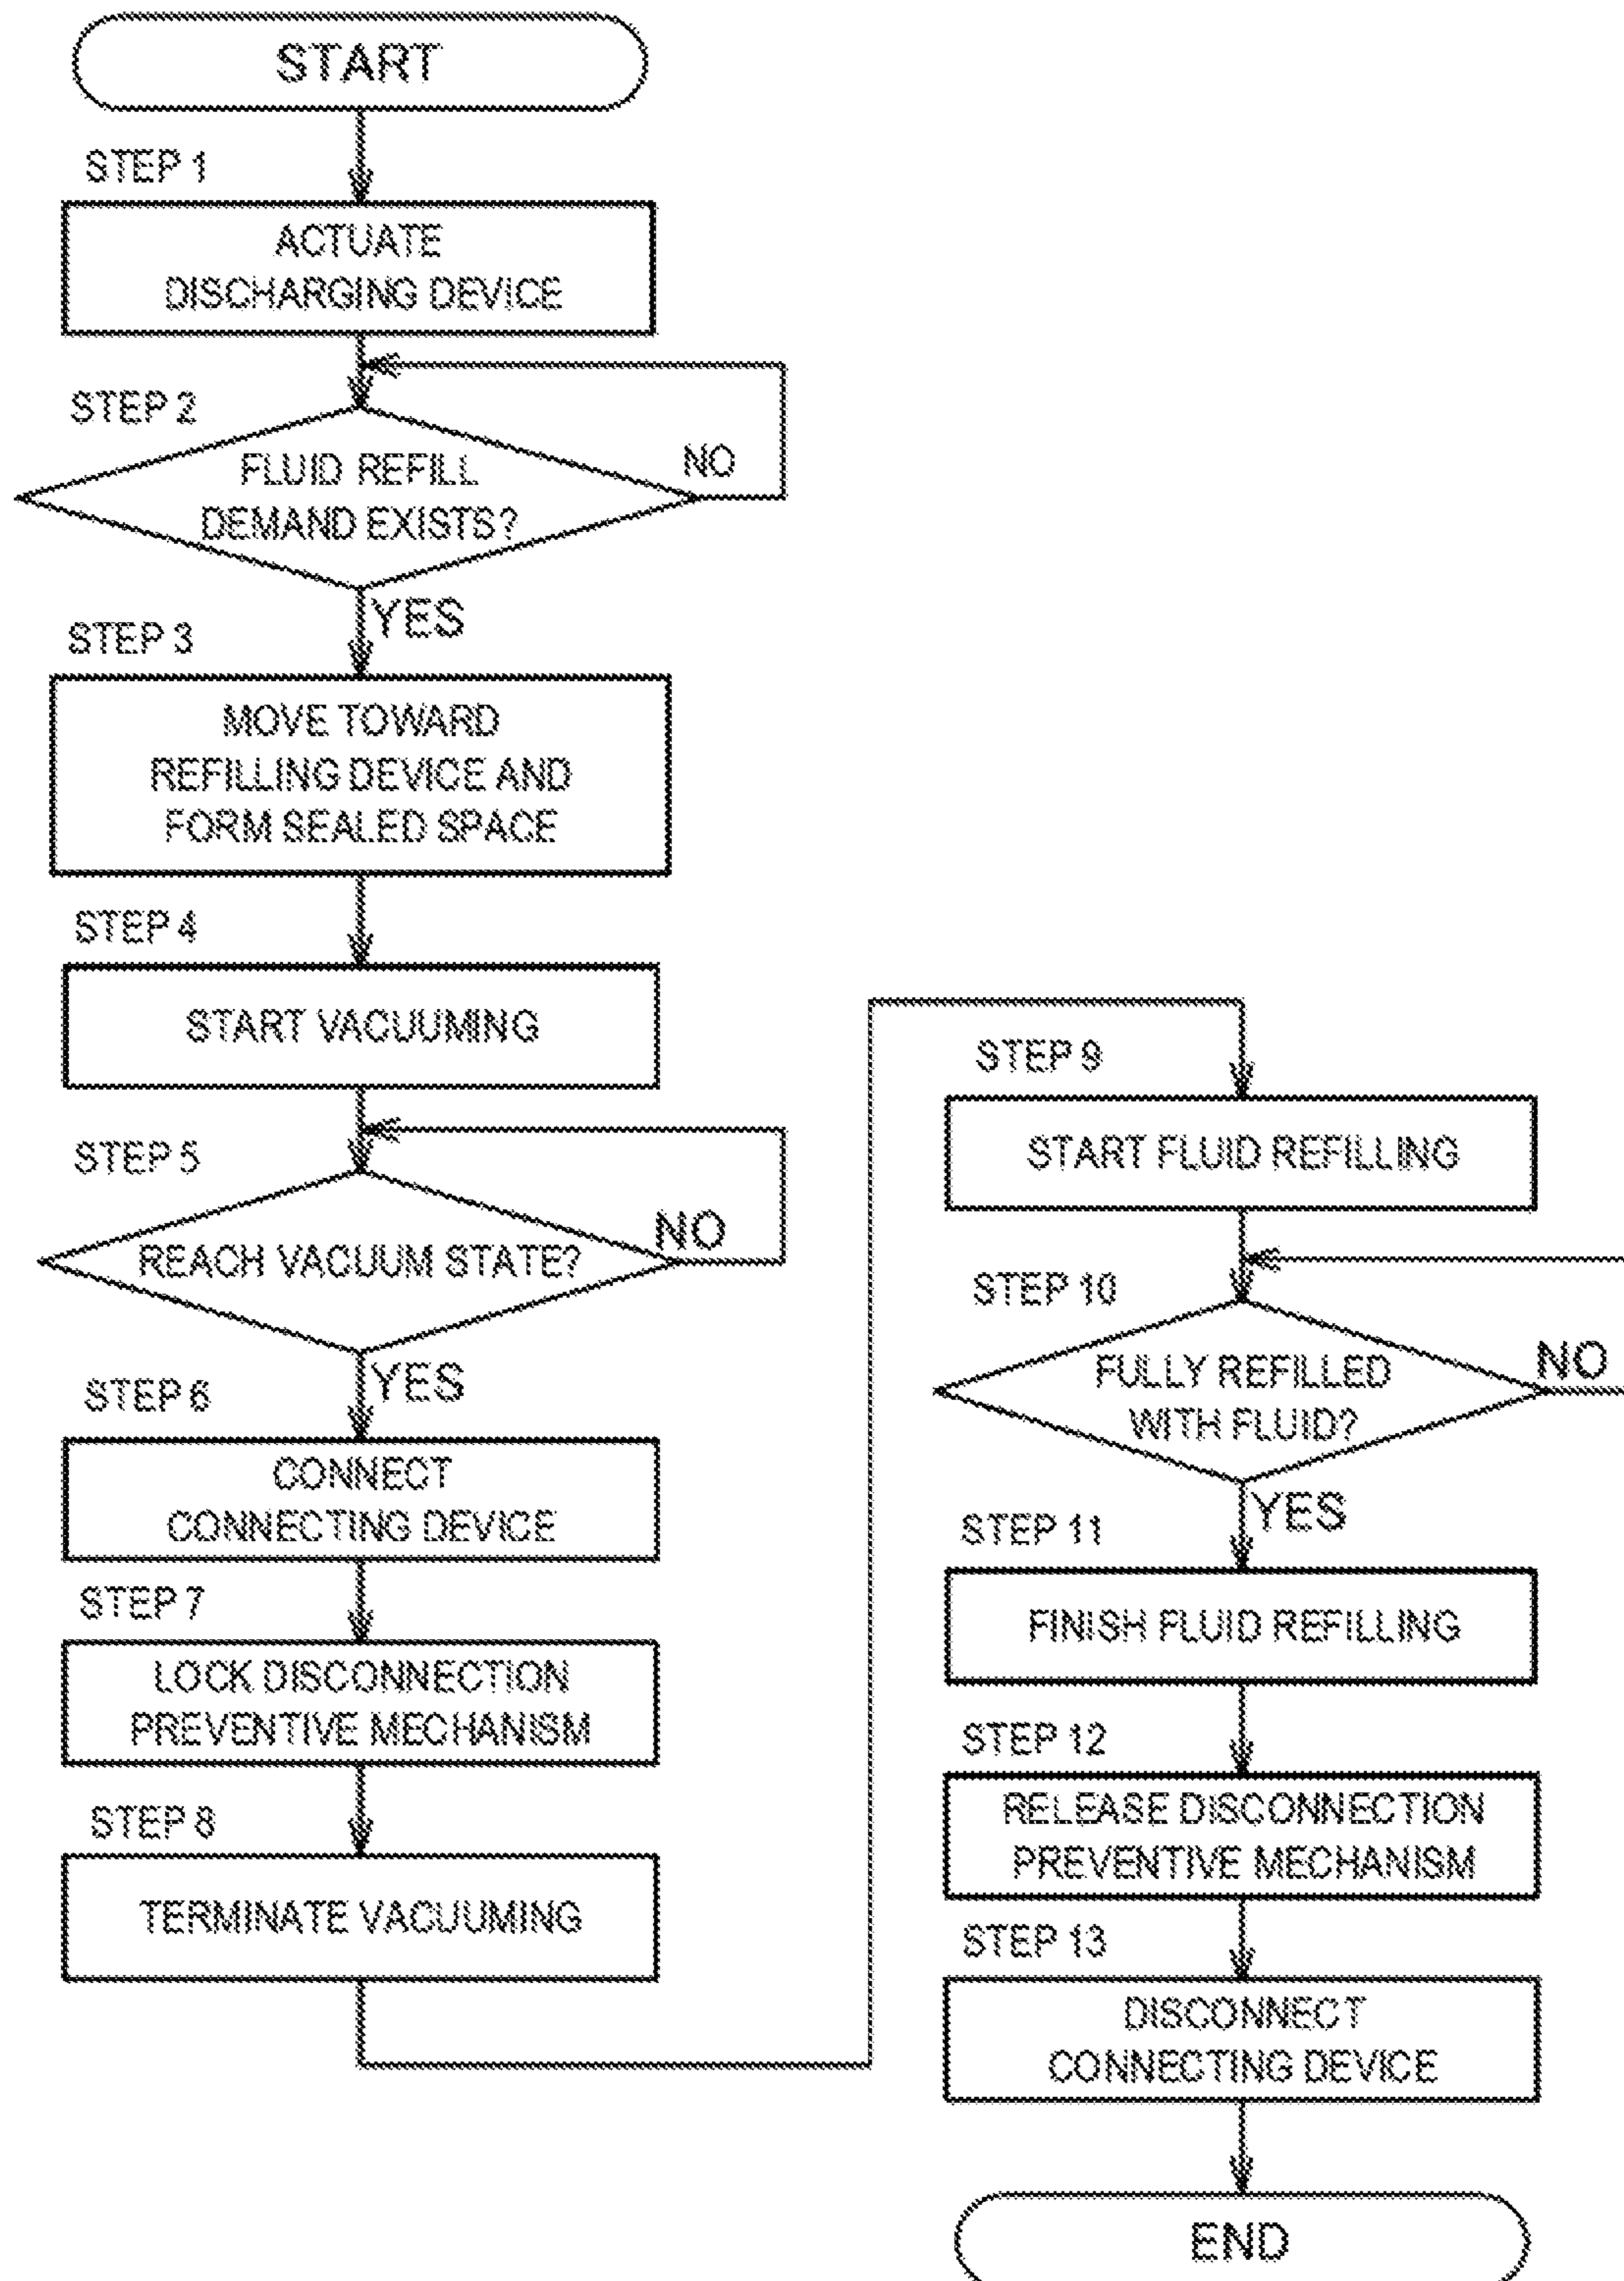 START
STEP 1
ACTUATE
DISCHARGING DEVICE
STEP 2
FLUID REFILL
DEMAND EXISTS?
NO
YES
STEP 3
MOVE TOWARD
REFILLING DEVICE AND
FORM SEALED SPACE
STEP 4
START VACUUMING
STEP 5
REACH VACUUM STATE?
NO
YES
STEP 6
CONNECT
CONNECTING DEVICE
STEP 7
LOCK DISCONNECTION
PREVENTIVE MECHANISM
STEP 8
TERMINATE VACUUMING
STEP 9
START FLUID REFILLING
STEP 10
FULLY REFILLED
WITH FLUID?
NO
YES
STEP 11
FINISH FLUID REFILLING
STEP 12
RELEASE DISCONNECTION
PREVENTIVE MECHANISM
STEP 13
DISCONNECT
CONNECTING DEVICE
END